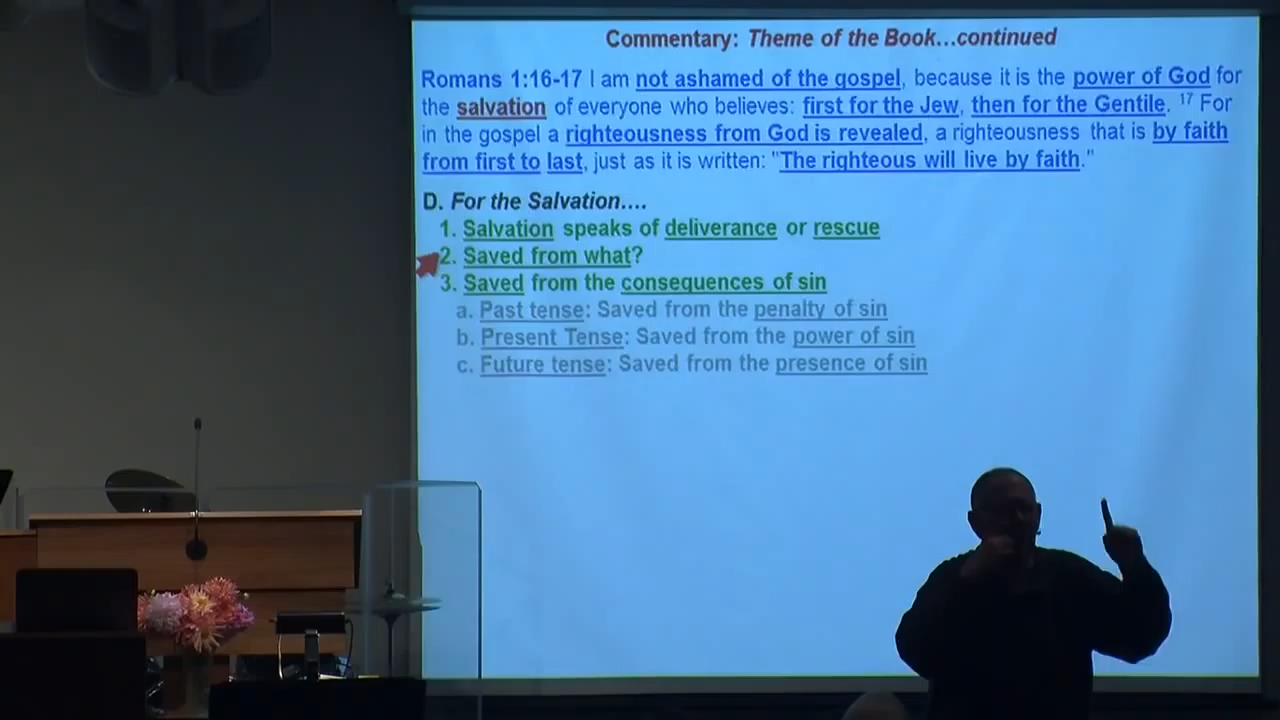 Commentary: Theme of the Book...continued
Romans 1:16-17 I am not ashamed of the gospel, because it is the power of God for
the salvation of everyone who believes: first for the Jew, then for the Gentile. 17 For
in the gospel a righteousness from God is revealed, a righteousness that is by faith
from first to last, just as it is written: "The righteous will live by faith."
D. For the Salvation....
1. Salvation speaks of deliverance or rescue
2. Saved from what?
3. Saved from the consequences of sin
a. Past tense: Saved from the penalty of sin
b. Present Tense: Saved from the power of sin
c. Future tense: Saved from the presence of sin